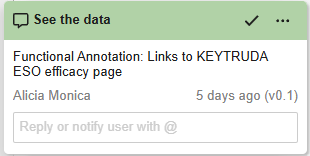 See the data
Functional Annotation: Links to KEYTRUDA
ESO efficacy page
Alicia Monica 5 days ago (v0.1)
Reply or notify user with @